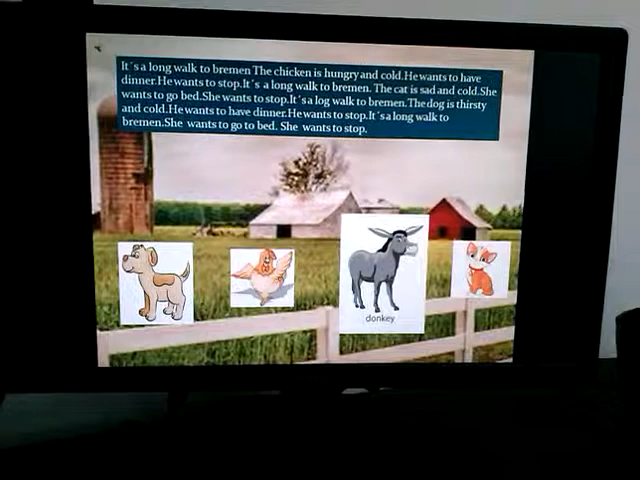 It´s a long walk to bremen The chicken is hungry and cold.He wants to have
dinner.He wants to stop.It´s a long walk to bremen. The cat is sad and cold.She
wants to go bed.She wants to stop.It´s a log walk to bremen.The dog is thirsty
and cold.He wants to have dinner.He wants to stop.It´s a long walk to
bremen.She wants to go to bed. She wants to stop.
donkey